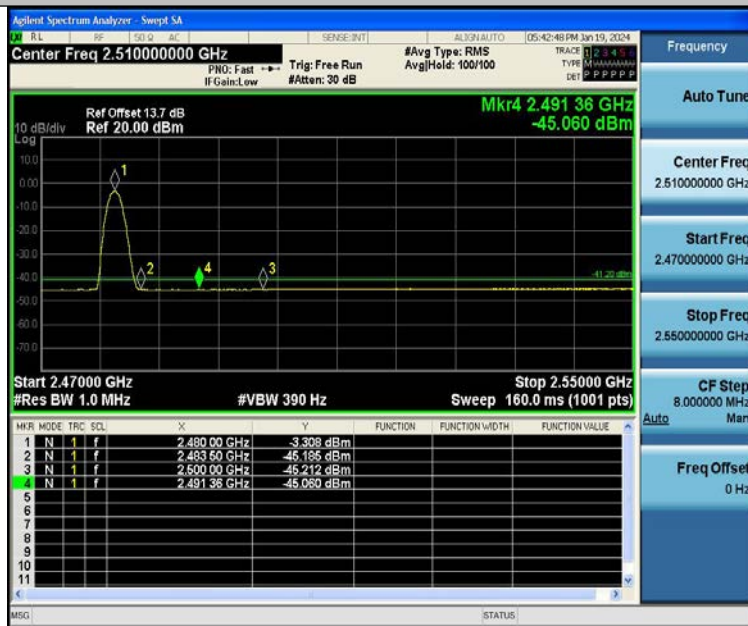 Agilent Spectrum Analyzer - Swept SA
LXI RL RF 50 Ω AC SENSE:INT ALIGN AUTO 05:42:48 PM Jan 19, 2024
Center Freq 2.510000000 GHz
PNO: Fast
IFGain:Low
Trig: Free Run
#Atten: 30 dB
#Avg Type: RMS
Avg|Hold: 100/100
TRACE 1 2 3 4 5 6
TYPE M
DET P P P P P P
Frequency
Auto Tune
Center Freq
2.510000000 GHz
Start Freq
2.470000000 GHz
Stop Freq
2.550000000 GHz
CF Step
8.000000 MHz
Auto Man
Freq Offset
0 Hz
Mkr4 2.491 36 GHz
-45.060 dBm
Ref Offset 13.7 dB
10 dB/div Ref 20.00 dBm
Log
10.0
0.00
-10.0
-20.0
-30.0
-40.0
-50.0
-60.0
-70.0
1
2
4
3
-41.20 dBm
Start 2.47000 GHz Stop 2.55000 GHz
#Res BW 1.0 MHz #VBW 390 Hz Sweep 160.0 ms (1001 pts)
MKR MODE TRC SCL X Y FUNCTION FUNCTION WIDTH FUNCTION VALUE
1 N 1 f 2.480 00 GHz -3.308 dBm
2 N 1 f 2.483 50 GHz -45.185 dBm
3 N 1 f 2.500 00 GHz -45.212 dBm
4 N 1 f 2.491 36 GHz -45.060 dBm
5
6
7
8
9
10
11
MSG STATUS